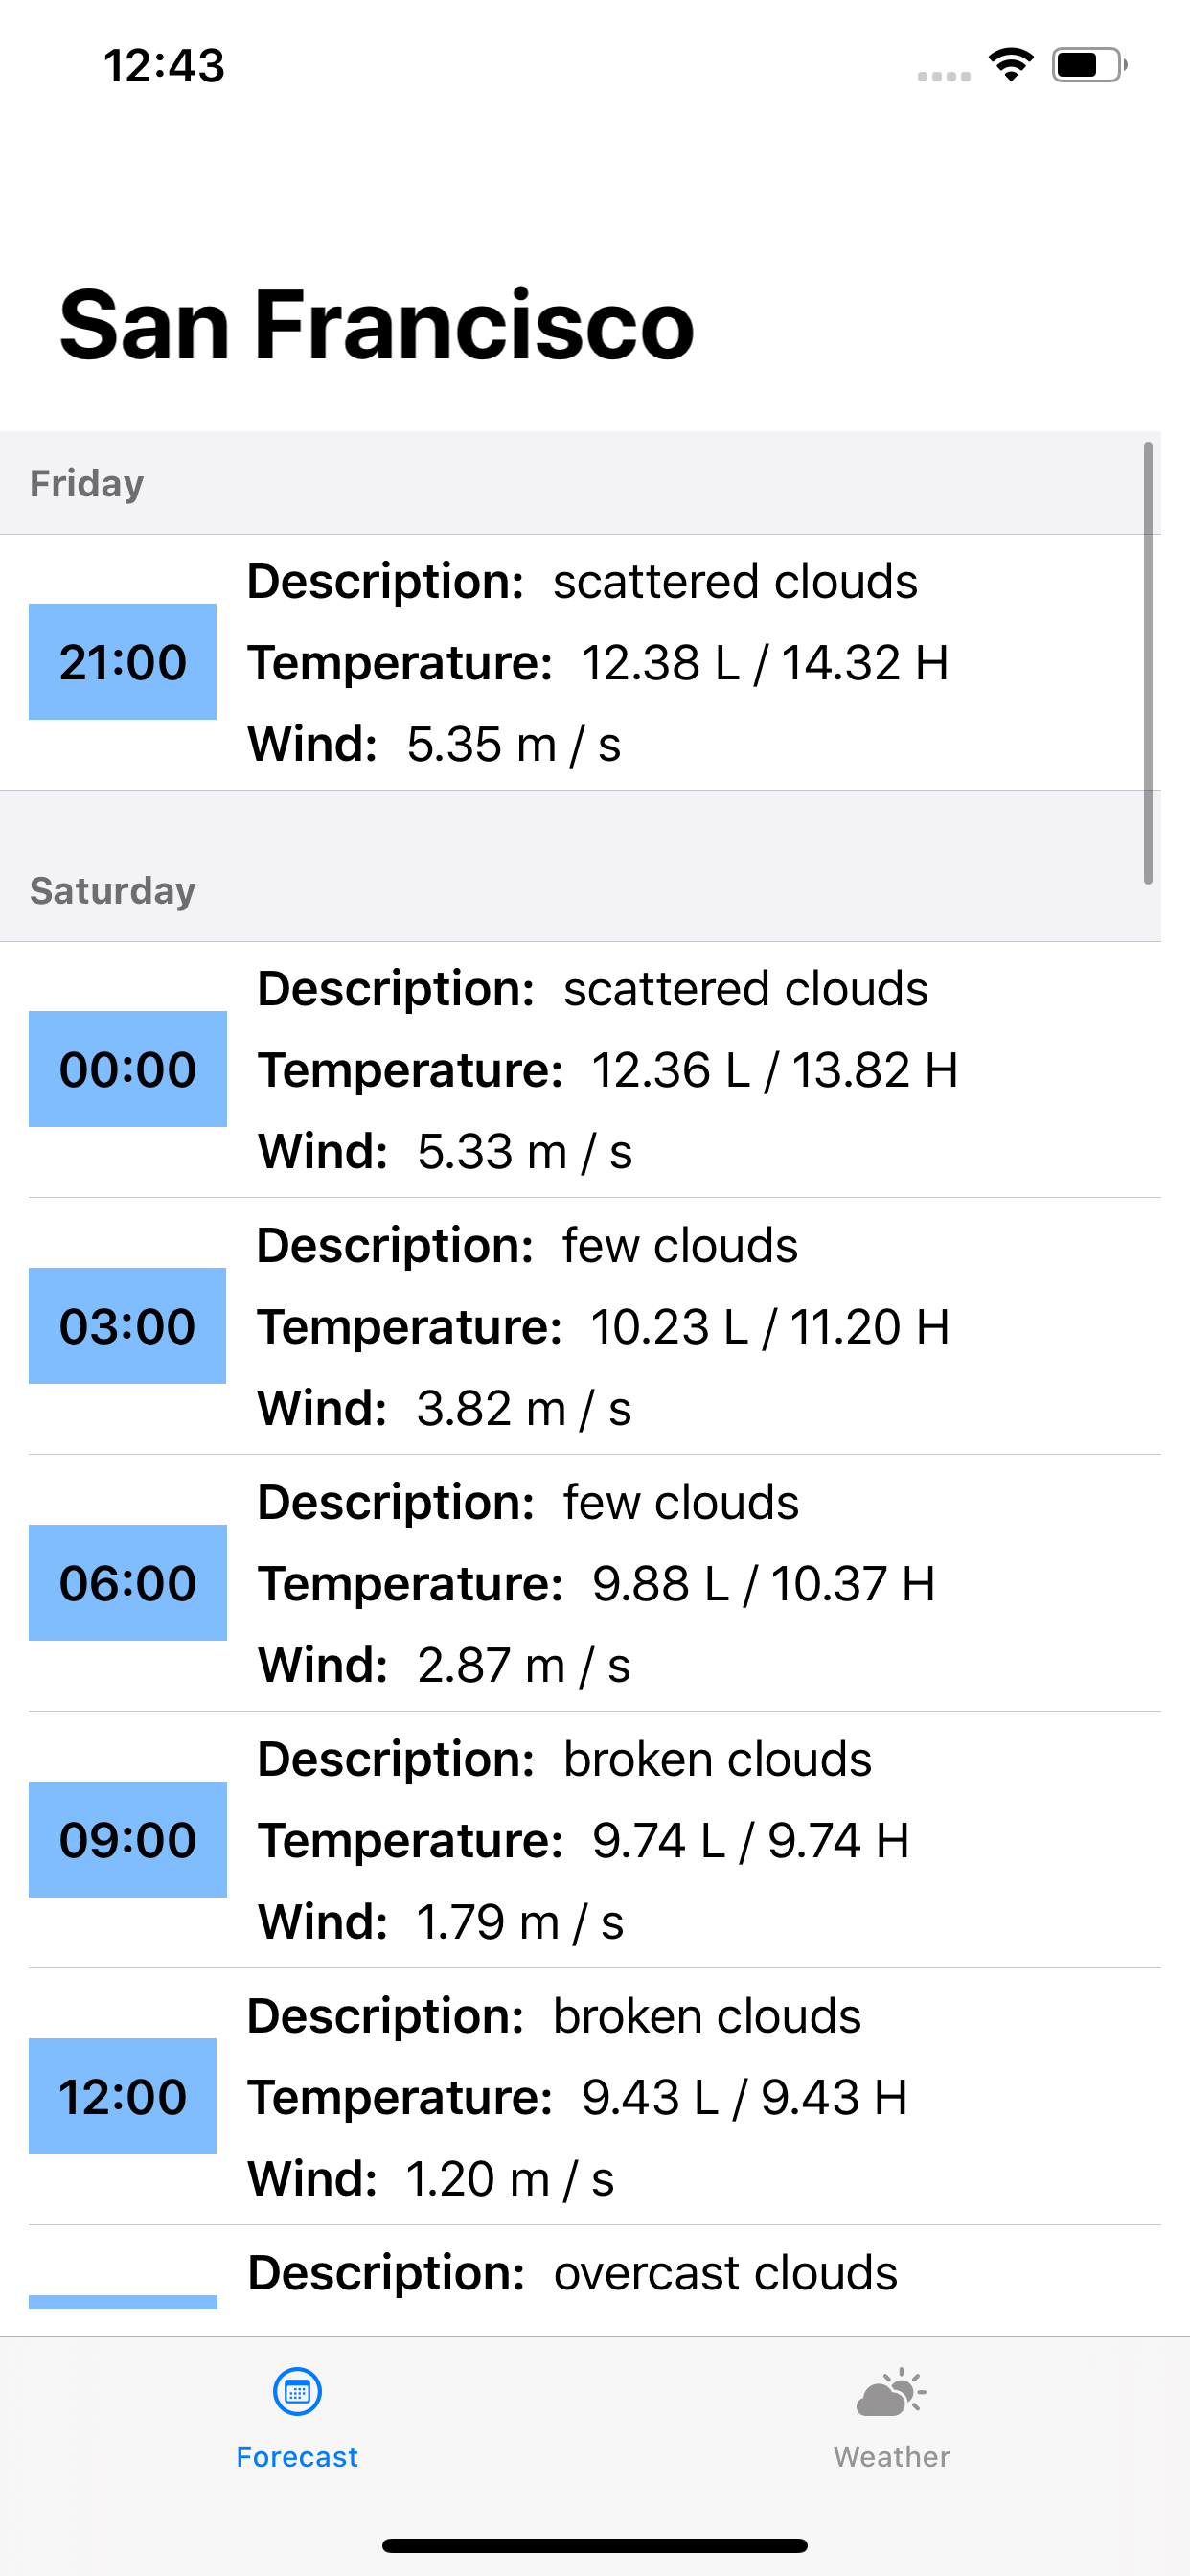 12:43
San Francisco
Friday
21:00
Description: scattered clouds
Temperature: 12.38 L / 14.32 H
Wind: 5.35 m / s
Saturday
00:00
Description: scattered clouds
Temperature: 12.36 L / 13.82 H
Wind: 5.33 m / s
03:00
Description: few clouds
Temperature: 10.23 L / 11.20 H
Wind: 3.82 m / s
06:00
Description: few clouds
Temperature: 9.88 L / 10.37 H
Wind: 2.87 m / s
09:00
Description: broken clouds
Temperature: 9.74 L / 9.74 H
Wind: 1.79 m / s
12:00
Description: broken clouds
Temperature: 9.43 L / 9.43 H
Wind: 1.20 m / s
Description: overcast clouds
Forecast
Weather